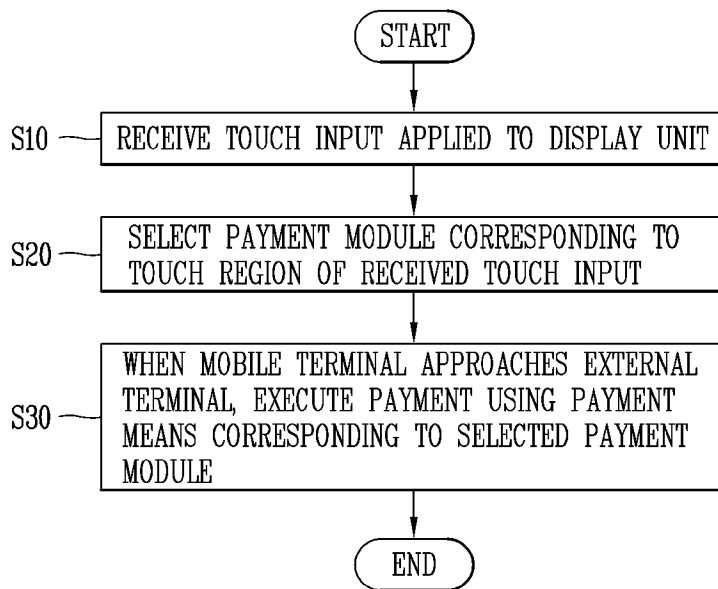 START
S10
RECEIVE TOUCH INPUT APPLIED TO DISPLAY UNIT
S20
SELECT PAYMENT MODULE CORRESPONDING TO
TOUCH REGION OF RECEIVED TOUCH INPUT
S30
WHEN MOBILE TERMINAL APPROACHES EXTERNAL
TERMINAL, EXECUTE PAYMENT USING PAYMENT
MEANS CORRESPONDING TO SELECTED PAYMENT
MODULE
END